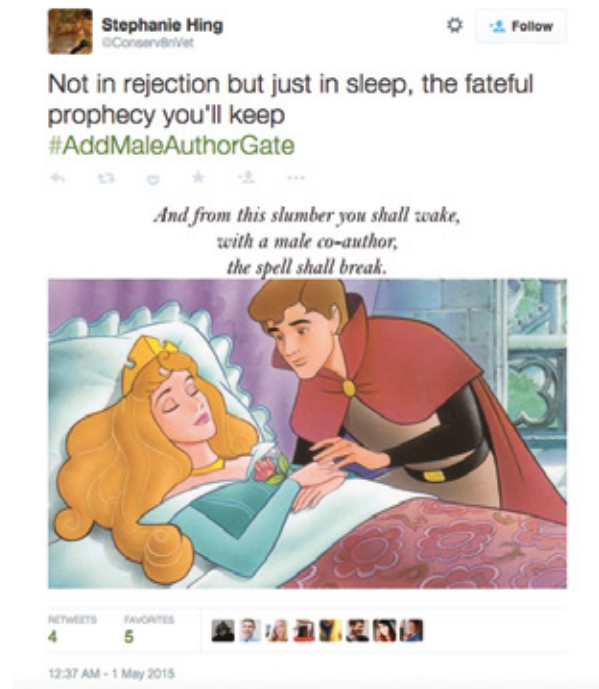 Stephanie Hing
@Conserv8nVet
Follow
Not in rejection but just in sleep, the fateful
prophecy you'll keep
#AddMaleAuthorGate
And from this slumber you shall wake,
with a male co-author,
the spell shall break.
RETWEETS
4
FAVORITES
5
12:37 AM - 1 May 2015